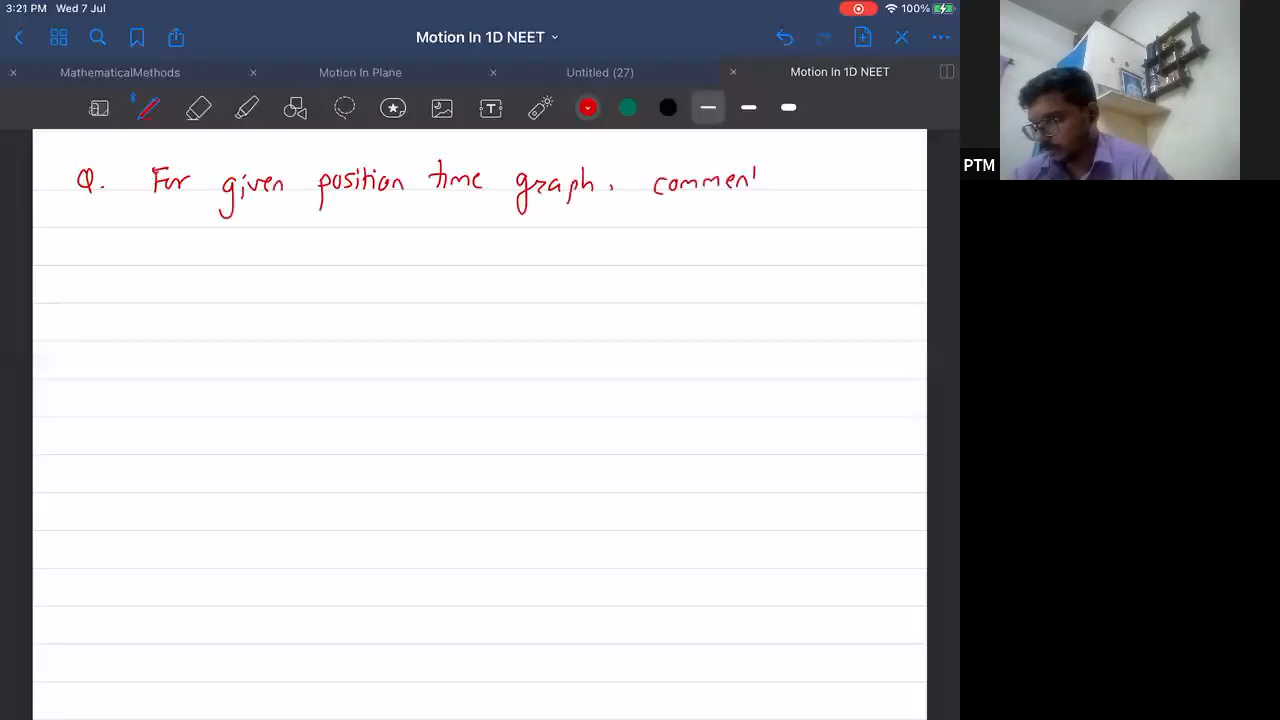 3:21 PM Wed 7 Jul
100%
Motion In 1D NEET
MathematicalMethods
Motion In Plane
Untitled (27)
Motion In 1D NEET
T
PTM
Q. For given position time graph. commen